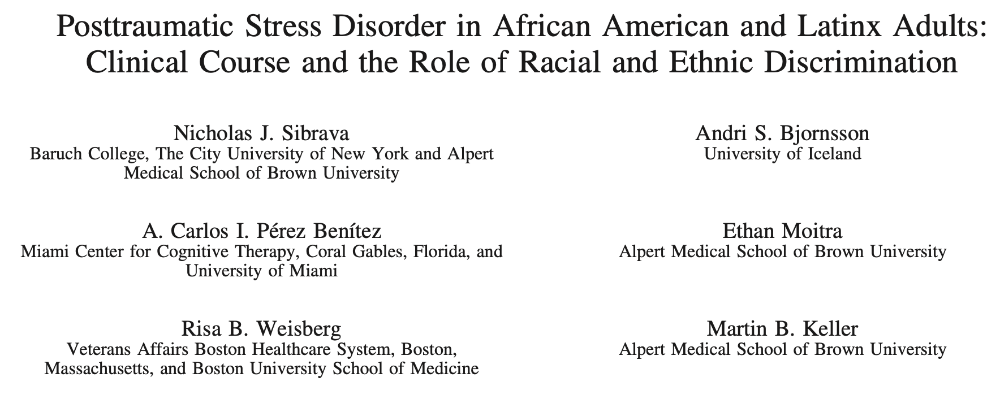 Posttraumatic Stress Disorder in African American and Latinx Adults:
Clinical Course and the Role of Racial and Ethnic Discrimination
Nicholas J. Sibrava
Baruch College, The City University of New York and Alpert
Medical School of Brown University
Andri S. Bjornsson
University of Iceland
A. Carlos I. Pérez Benítez
Miami Center for Cognitive Therapy, Coral Gables, Florida, and
University of Miami
Ethan Moitra
Alpert Medical School of Brown University
Risa B. Weisberg
Veterans Affairs Boston Healthcare System, Boston,
Massachusetts, and Boston University School of Medicine
Martin B. Keller
Alpert Medical School of Brown University